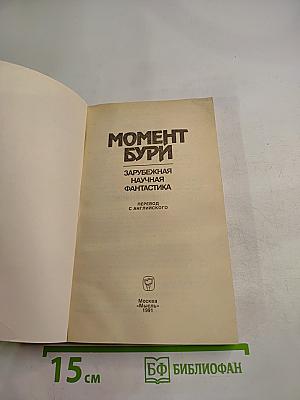 МОМЕНТ
БУРИ
ЗАРУБЕЖНАЯ
НАУЧНАЯ
ФАНТАСТИКА
ПЕРЕВОД
С АНГЛИЙСКОГО
Москва
«Мысль»
1991
15 см
БФ БИБЛИОФАН